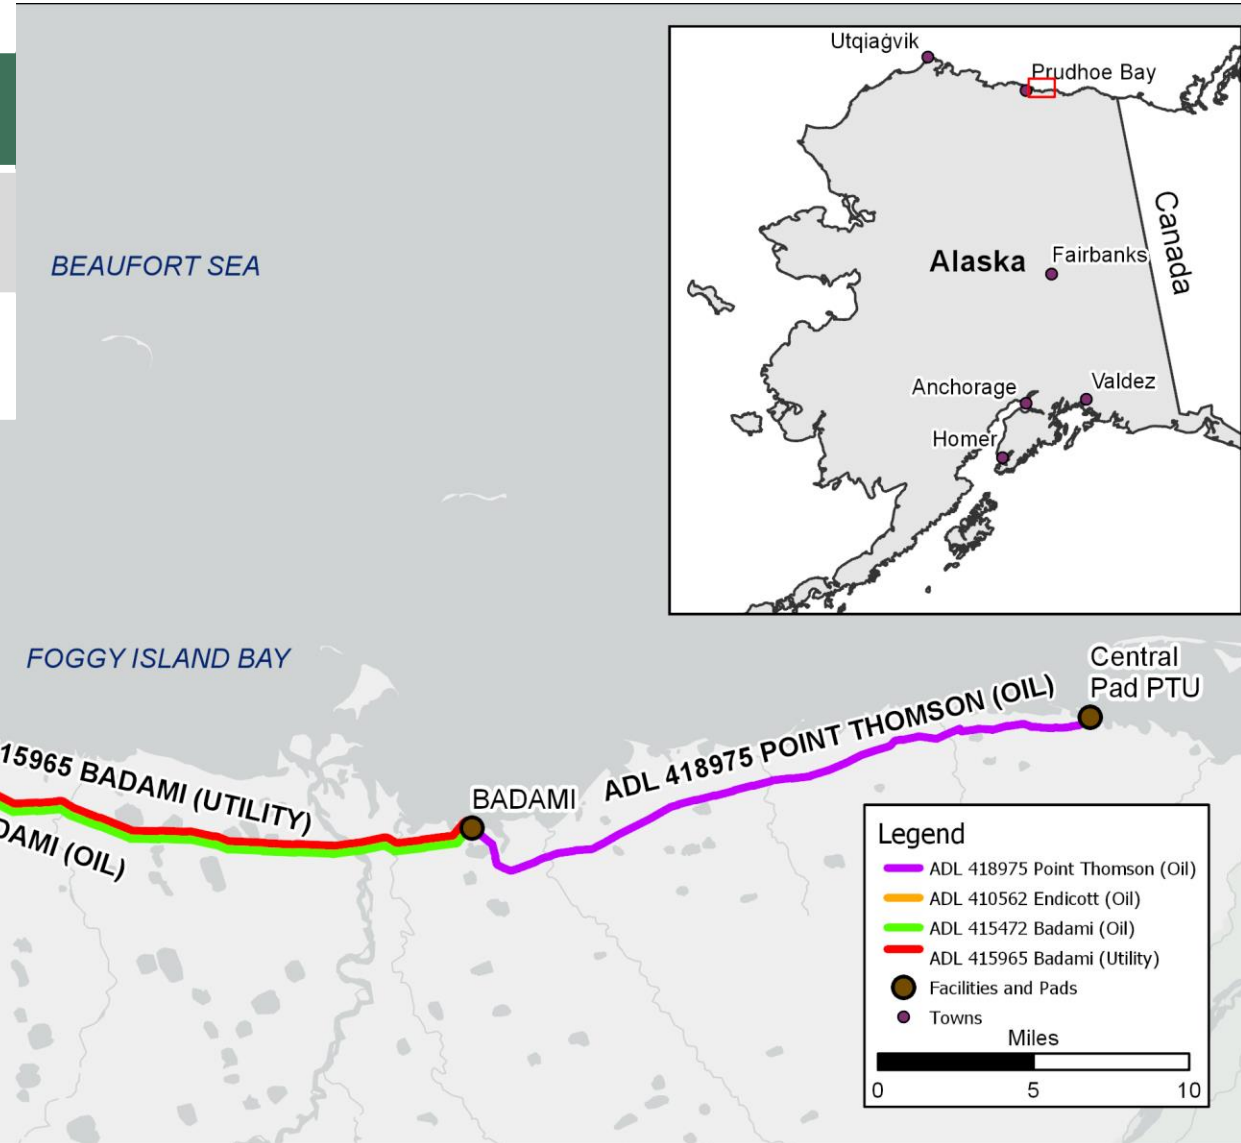 Utqiaġvik
Prudhoe Bay
Canada
BEAUFORT SEA
Alaska
Fairbanks
Anchorage
Valdez
Homer
FOGGY ISLAND BAY
Central
Pad PTU
ADL 418975 POINT THOMSON (OIL)
15965 BADAMI (UTILITY)
BADAMI
DAMI (OIL)
Legend
ADL 418975 Point Thomson (Oil)
ADL 410562 Endicott (Oil)
ADL 415472 Badami (Oil)
ADL 415965 Badami (Utility)
Facilities and Pads
Towns
Miles
0 5 10